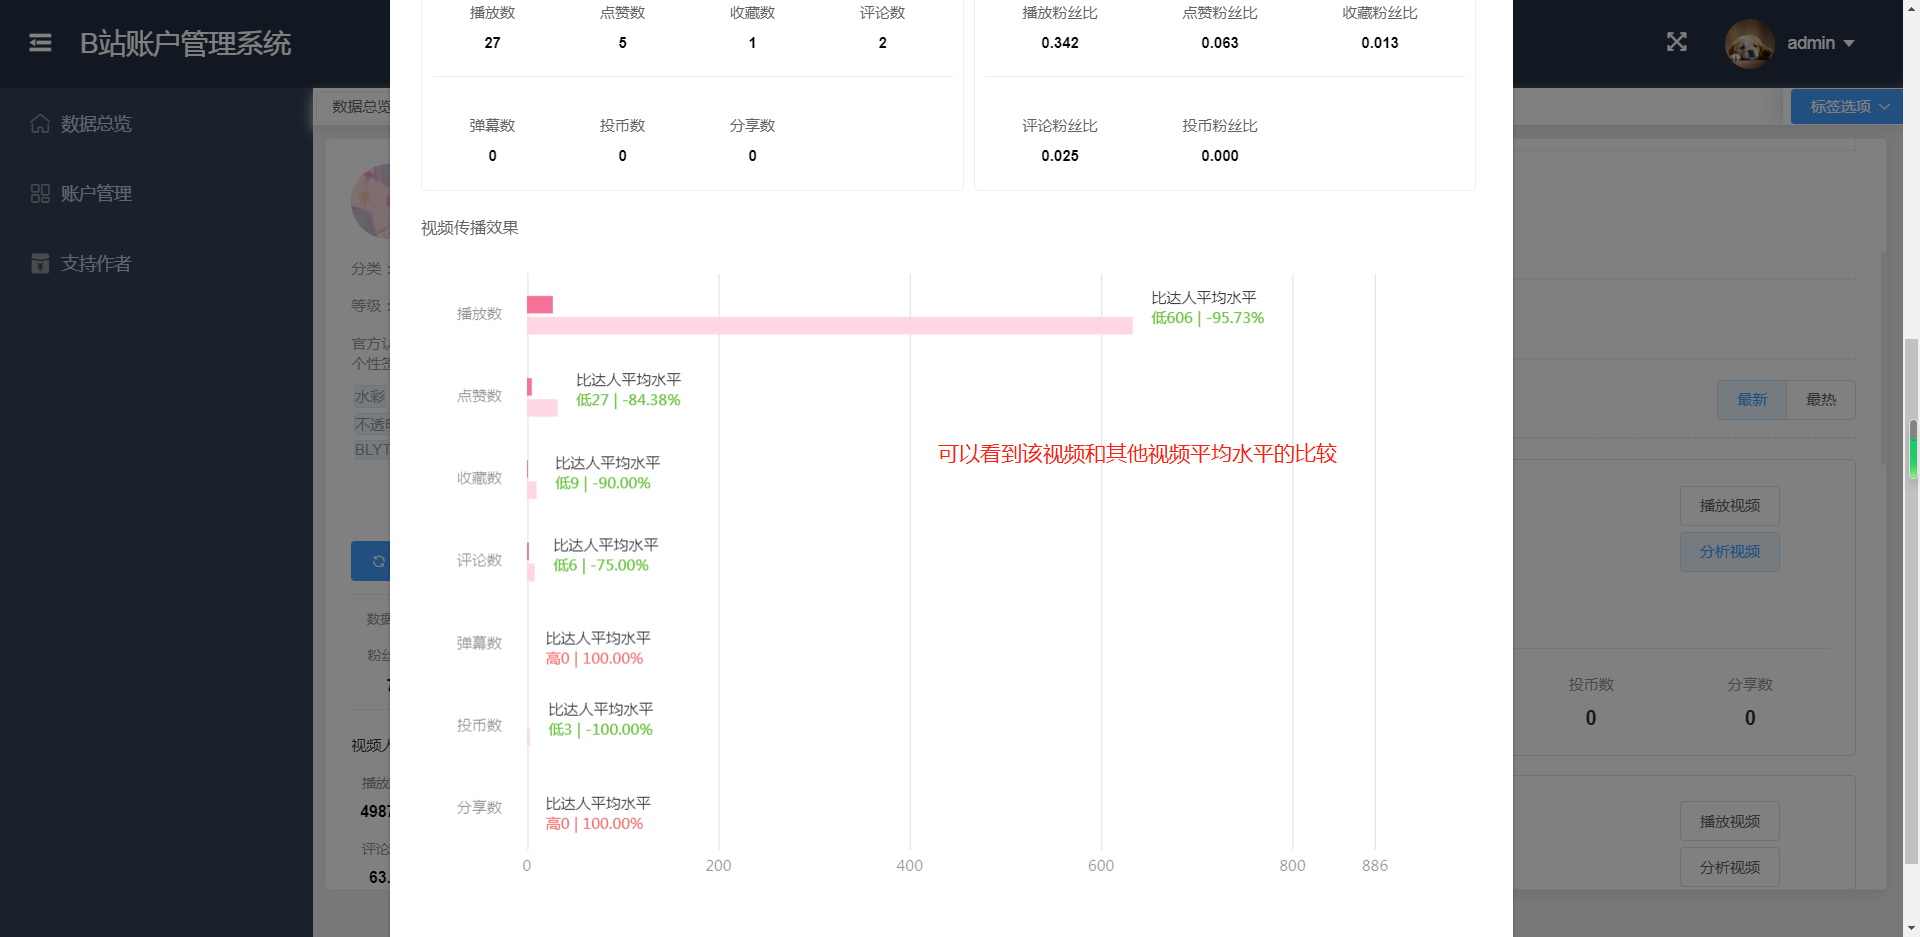 B站账户管理系统
admin
数据总览
账户管理
支持作者
数据总览
标签选项
播放数 点赞数 收藏数 评论数
27 5 1 2
弹幕数 投币数 分享数
0 0 0
播放粉丝比 点赞粉丝比 收藏粉丝比
0.342 0.063 0.013
评论粉丝比 投币粉丝比
0.025 0.000
视频传播效果
播放数
比达人平均水平
低606 | -95.73%
点赞数
比达人平均水平
低27 | -84.38%
收藏数
比达人平均水平
低9 | -90.00%
评论数
比达人平均水平
低6 | -75.00%
弹幕数
比达人平均水平
高0 | 100.00%
投币数
比达人平均水平
低3 | -100.00%
分享数
比达人平均水平
高0 | 100.00%
0 200 400 600 800 886
可以看到该视频和其他视频平均水平的比较
分类：
等级：
官方
个性
水彩
不透
BLYT
数据
粉丝
视频
播放
4987
评论
63.
最新 最热
播放视频
分析视频
投币数 分享数
0 0
播放视频
分析视频